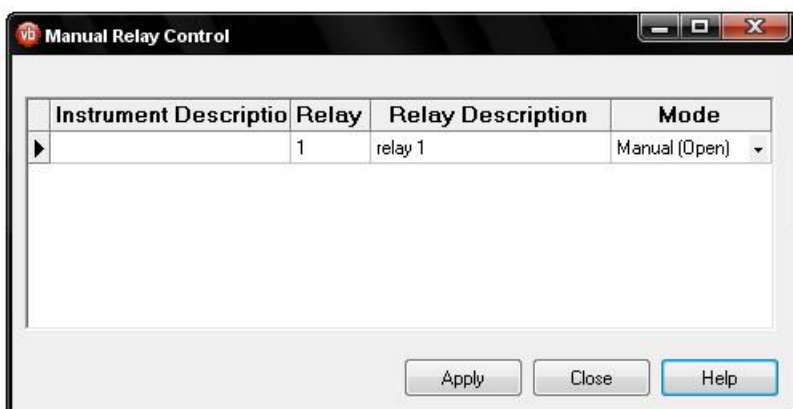 vb Manual Relay Control
Instrument Descriptio Relay Relay Description Mode
1 relay 1 Manual (Open)
Apply Close Help